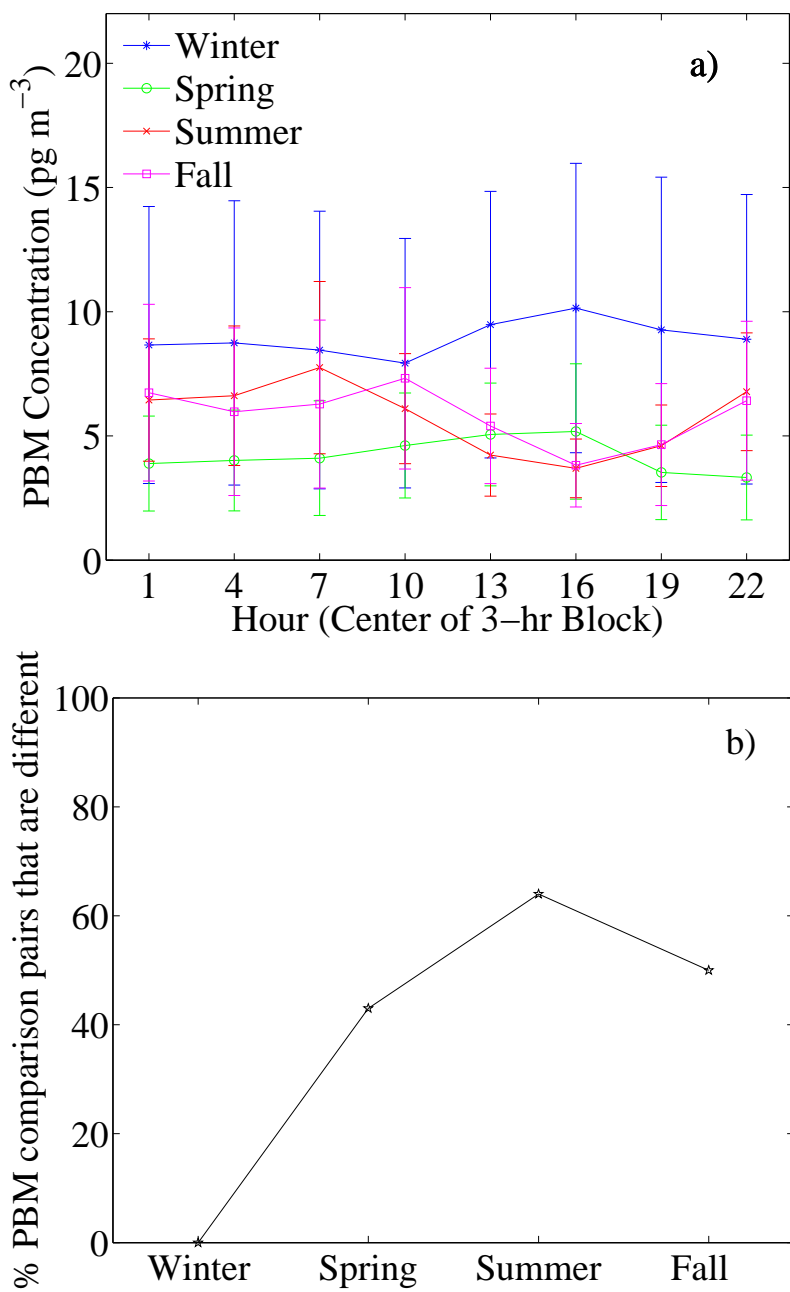 a)
Winter
Spring
Summer
Fall
PBM Concentration (pg m⁻³)
20
15
10
5
0
1 4 7 10 13 16 19 22
Hour (Center of 3−hr Block)
b)
% PBM comparison pairs that are different
100
80
60
40
20
0
Winter Spring Summer Fall